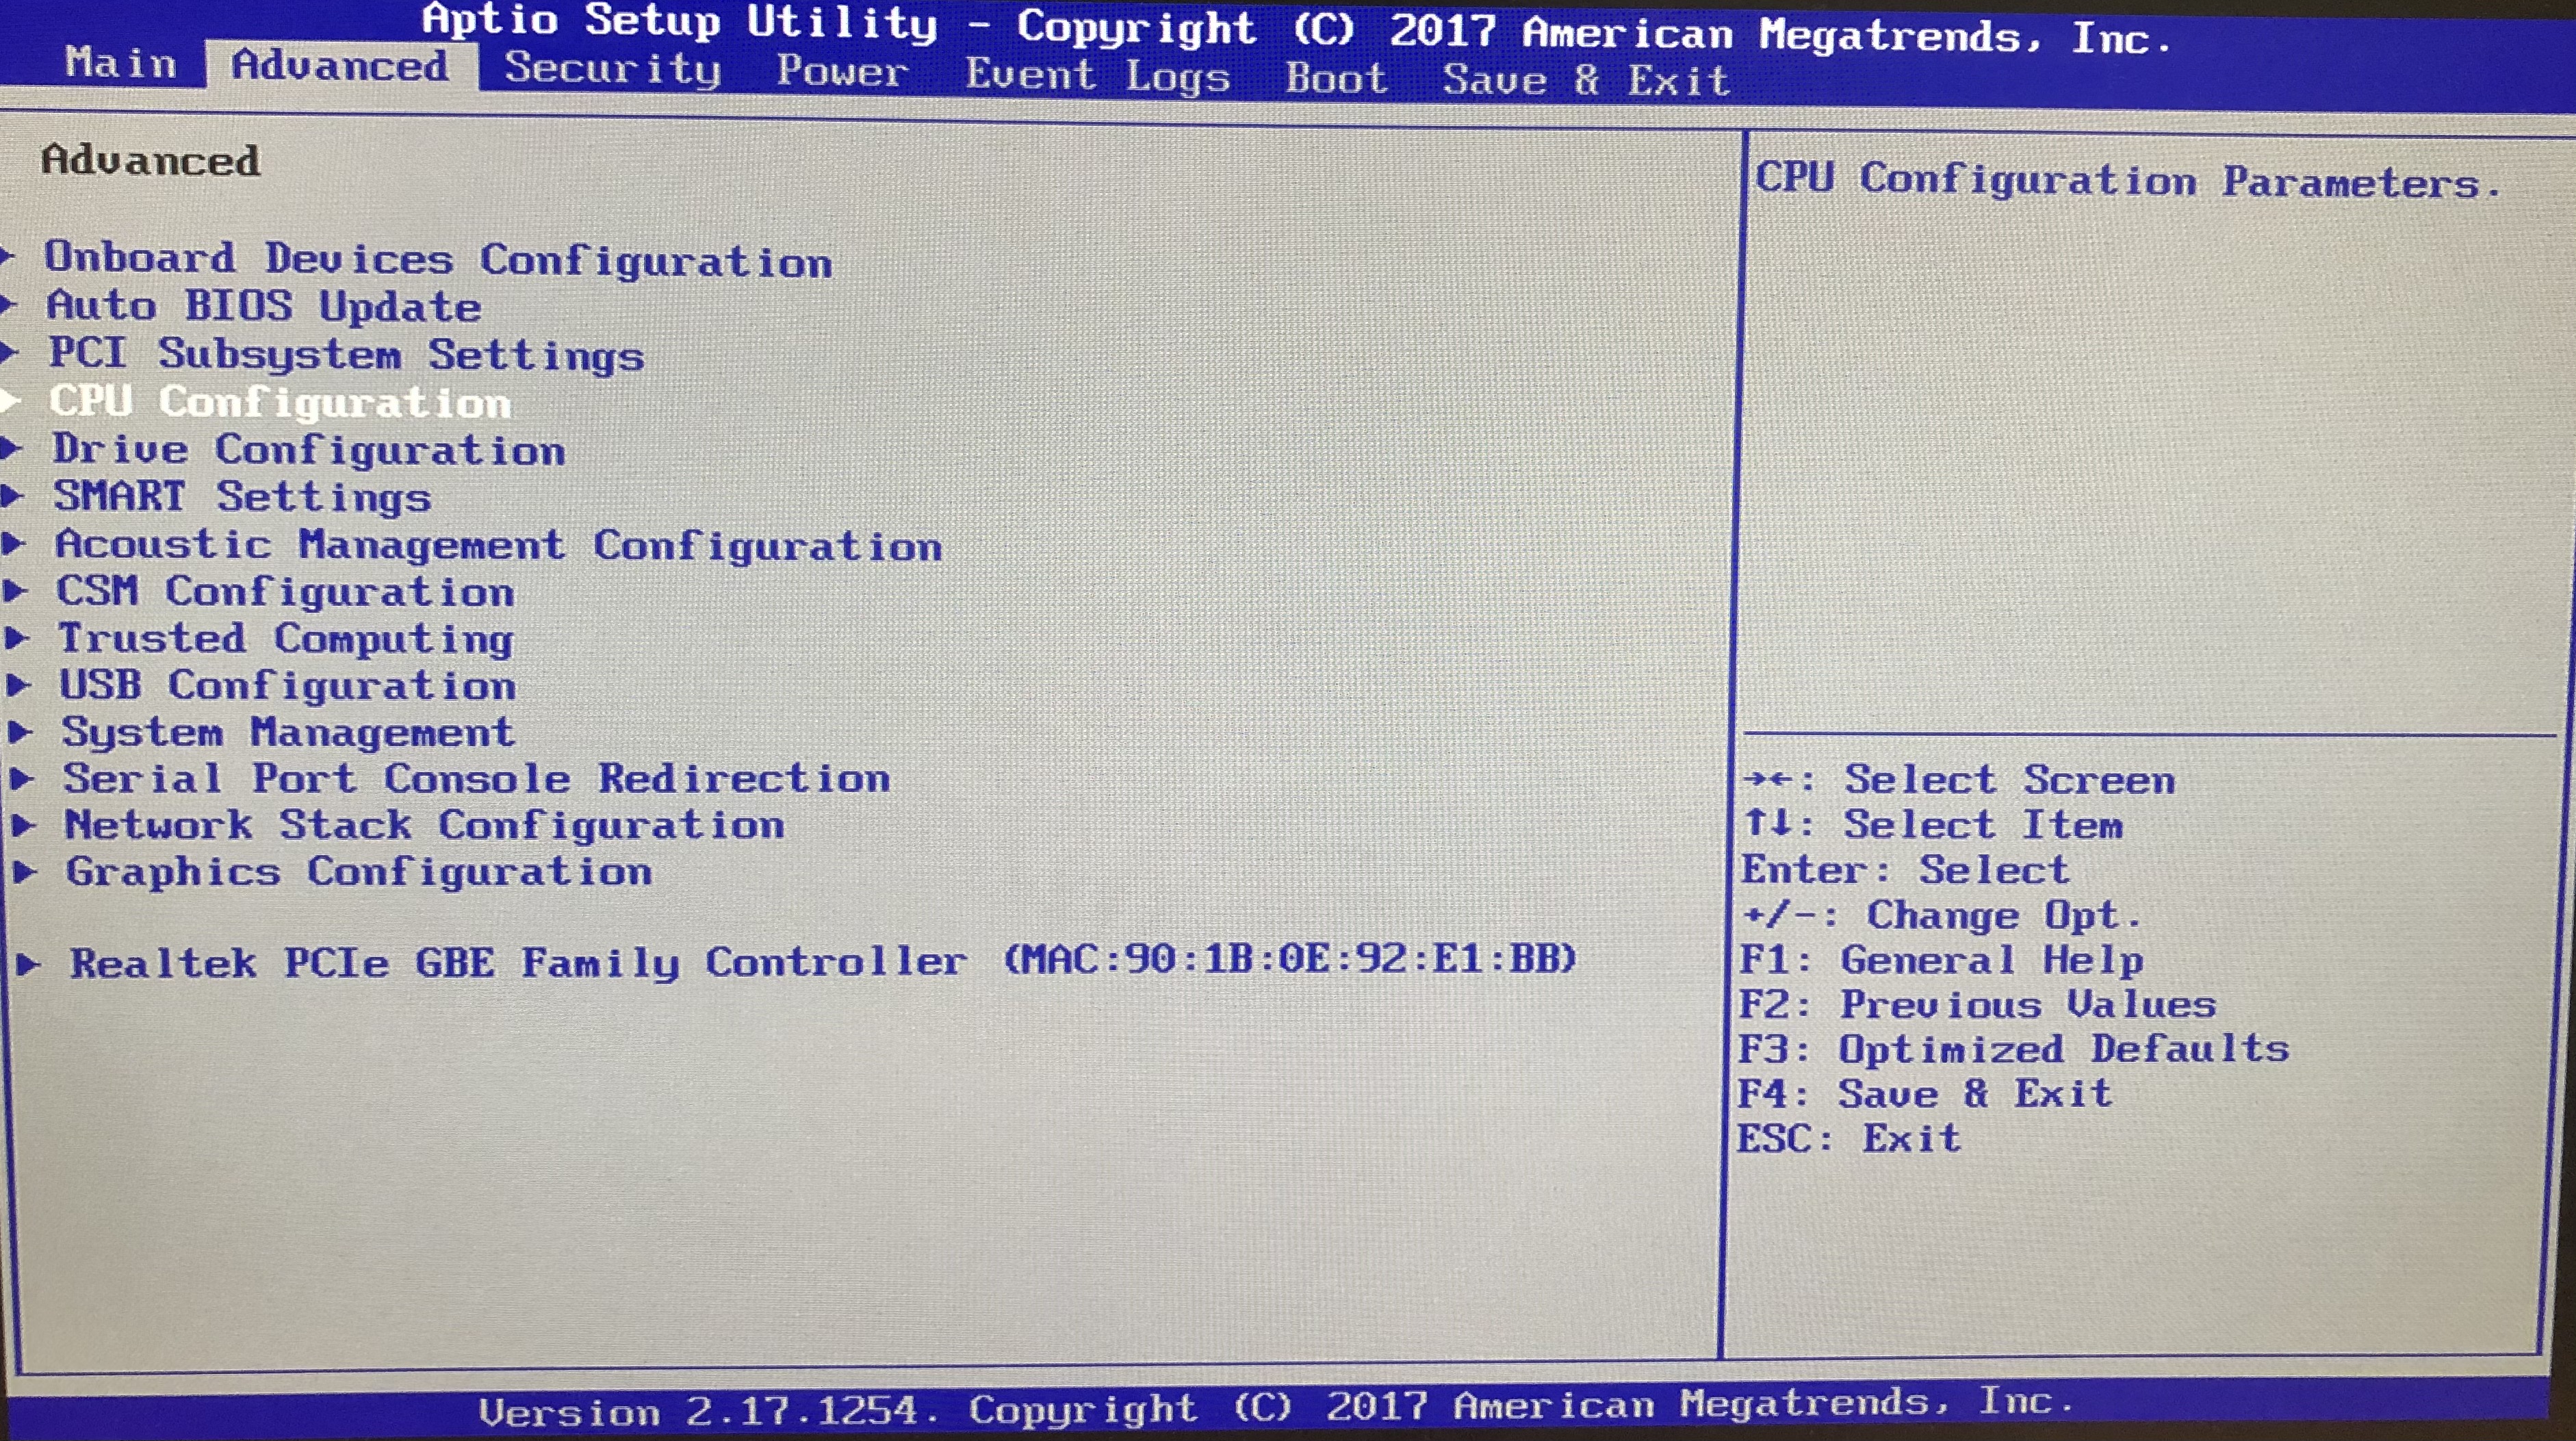 Aptio Setup Utility - Copyright (C) 2017 American Megatrends, Inc.
Main Advanced Security Power Event Logs Boot Save & Exit
Advanced
Onboard Devices Configuration
Auto BIOS Update
PCI Subsystem Settings
CPU Configuration
Drive Configuration
SMART Settings
Acoustic Management Configuration
CSM Configuration
Trusted Computing
USB Configuration
System Management
Serial Port Console Redirection
Network Stack Configuration
Graphics Configuration
Realtek PCIe GBE Family Controller (MAC:90:1B:0E:92:E1:BB)
CPU Configuration Parameters.
→←: Select Screen
↑↓: Select Item
Enter: Select
+/-: Change Opt.
F1: General Help
F2: Previous Values
F3: Optimized Defaults
F4: Save & Exit
ESC: Exit
Version 2.17.1254. Copyright (C) 2017 American Megatrends, Inc.